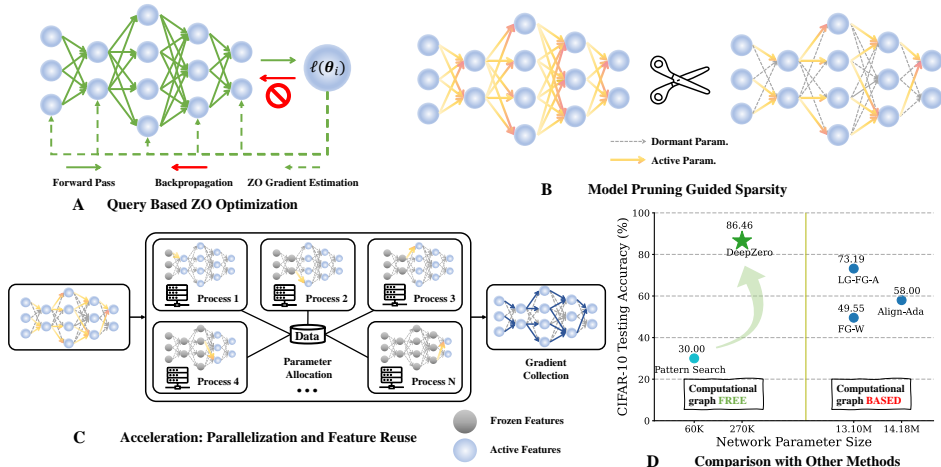 ℓ(θᵢ)
Forward Pass
Backpropagation
ZO Gradient Estimation
A Query Based ZO Optimization
Dormant Param.
Active Param.
B Model Pruning Guided Sparsity
Process 1
Process 2
Process 3
Data
Process 4
Parameter
Allocation
...
Process N
Gradient
Collection
Frozen Features
Active Features
C Acceleration: Parallelization and Feature Reuse
CIFAR-10 Testing Accuracy (%)
100
80
60
40
20
0
86.46
DeepZero
73.19
LG-FG-A
58.00
Align-Ada
49.55
FG-W
30.00
Pattern Search
Computational
graph FREE
Computational
graph BASED
60K
270K
13.10M
14.18M
Network Parameter Size
D Comparison with Other Methods